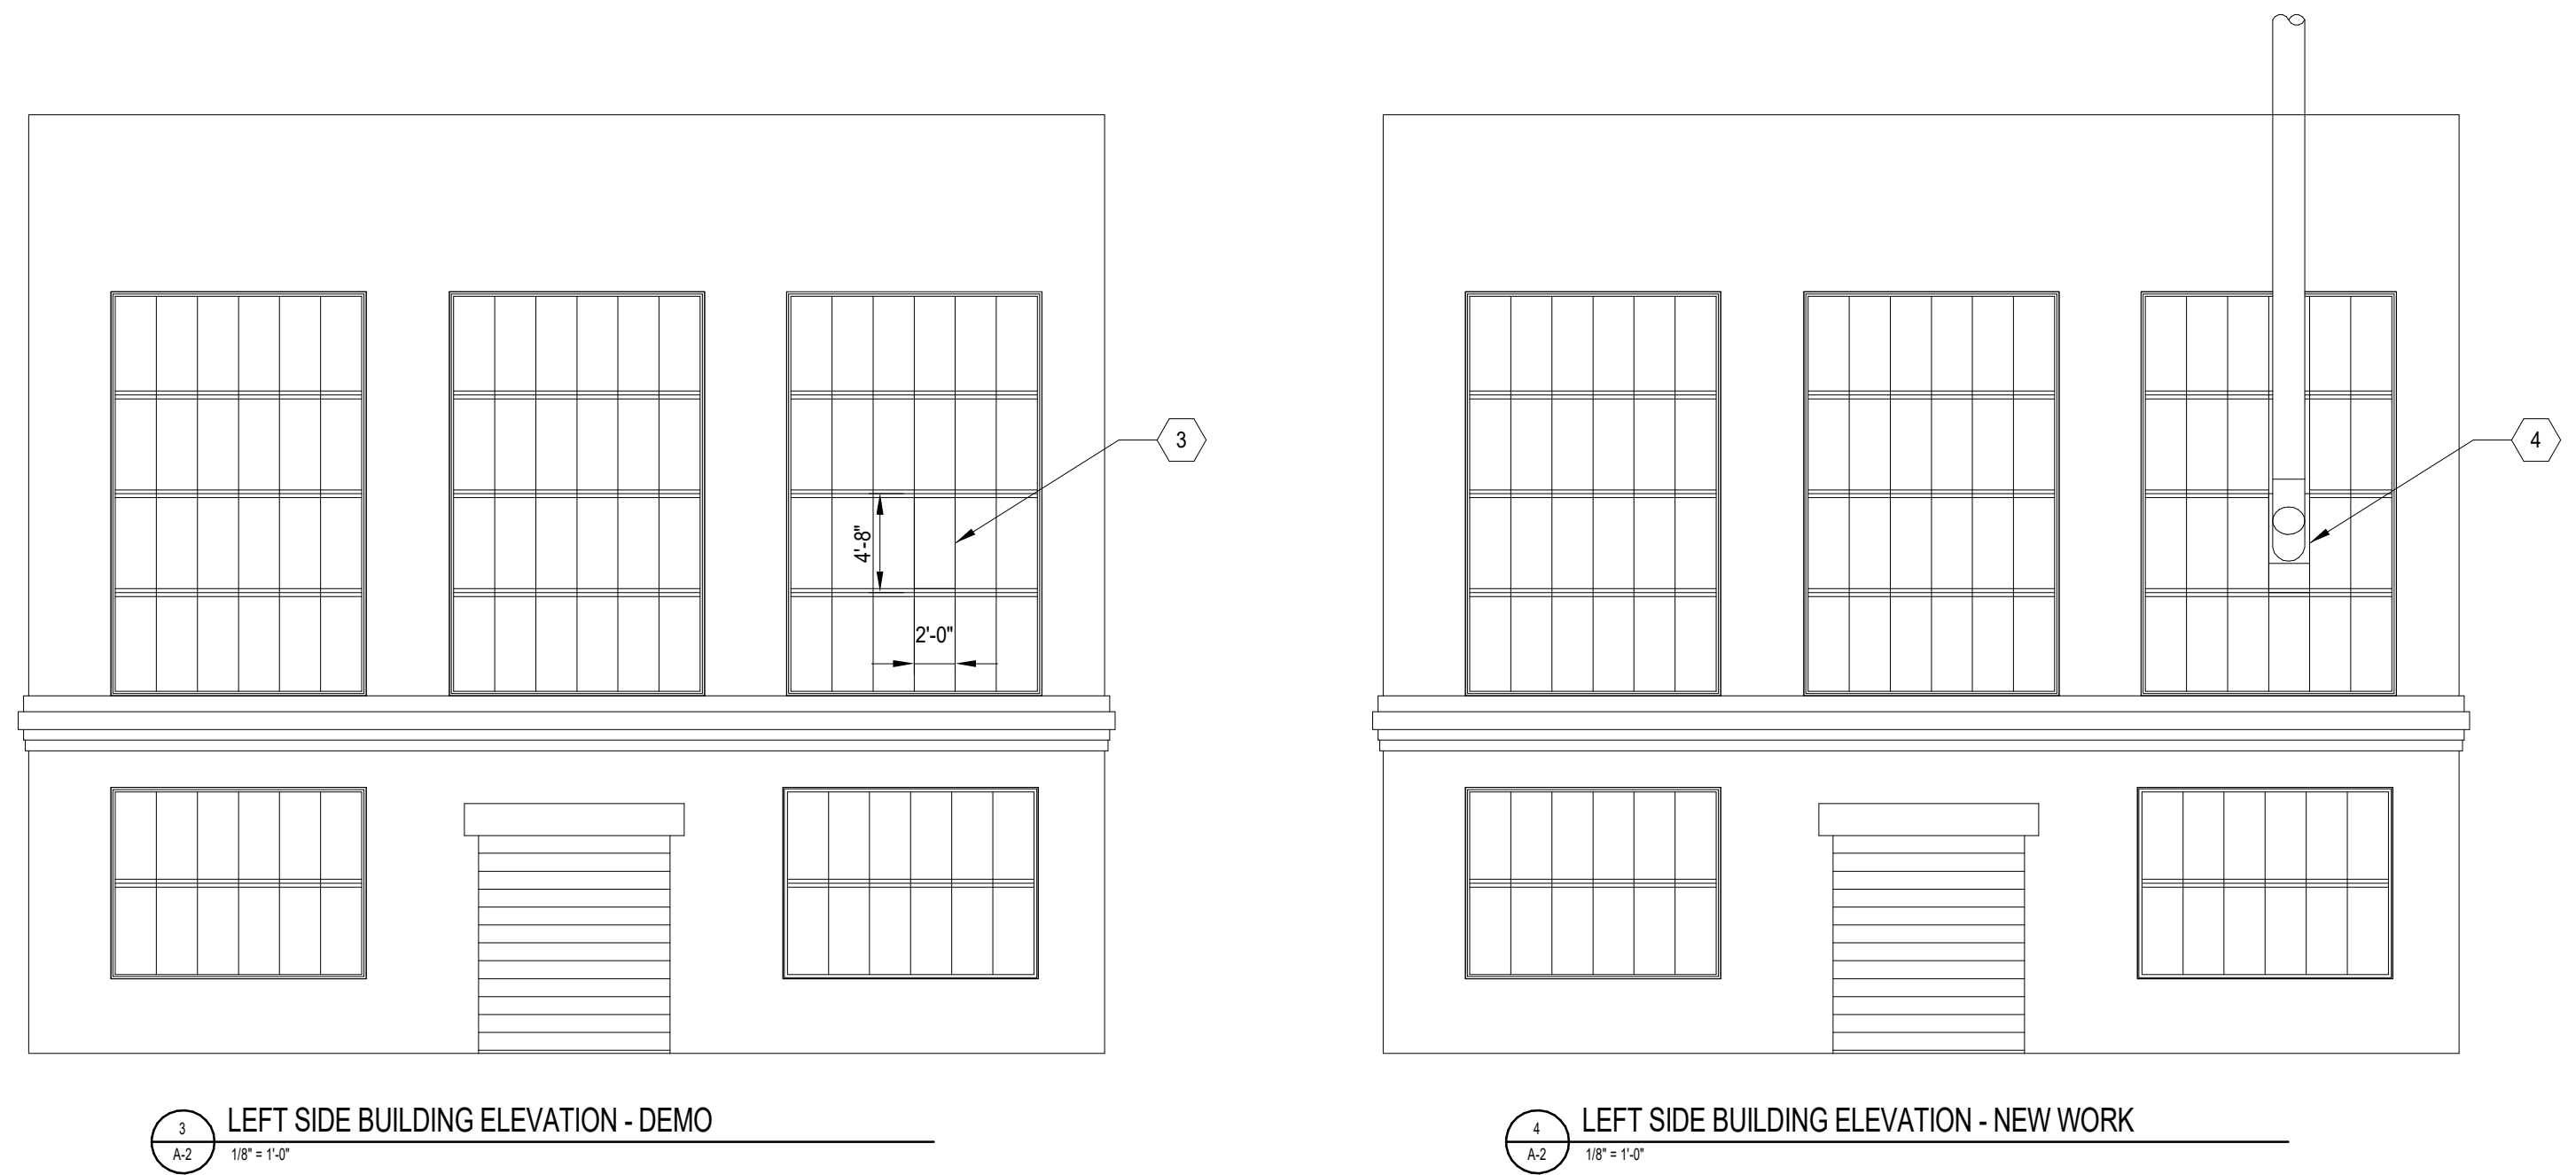 3
4
4'-8"
2'-0"
3
A-2
LEFT SIDE BUILDING ELEVATION - DEMO
1/8" = 1'-0"
4
A-2
LEFT SIDE BUILDING ELEVATION - NEW WORK
1/8" = 1'-0"